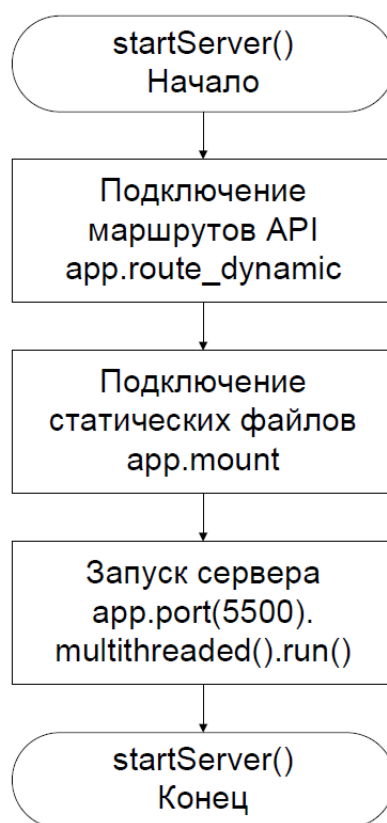 startServer()
Начало
Подключение
маршрутов API
app.route_dynamic
Подключение
статических файлов
app.mount
Запуск сервера
app.port(5500).
multithreaded().run()
startServer()
Конец